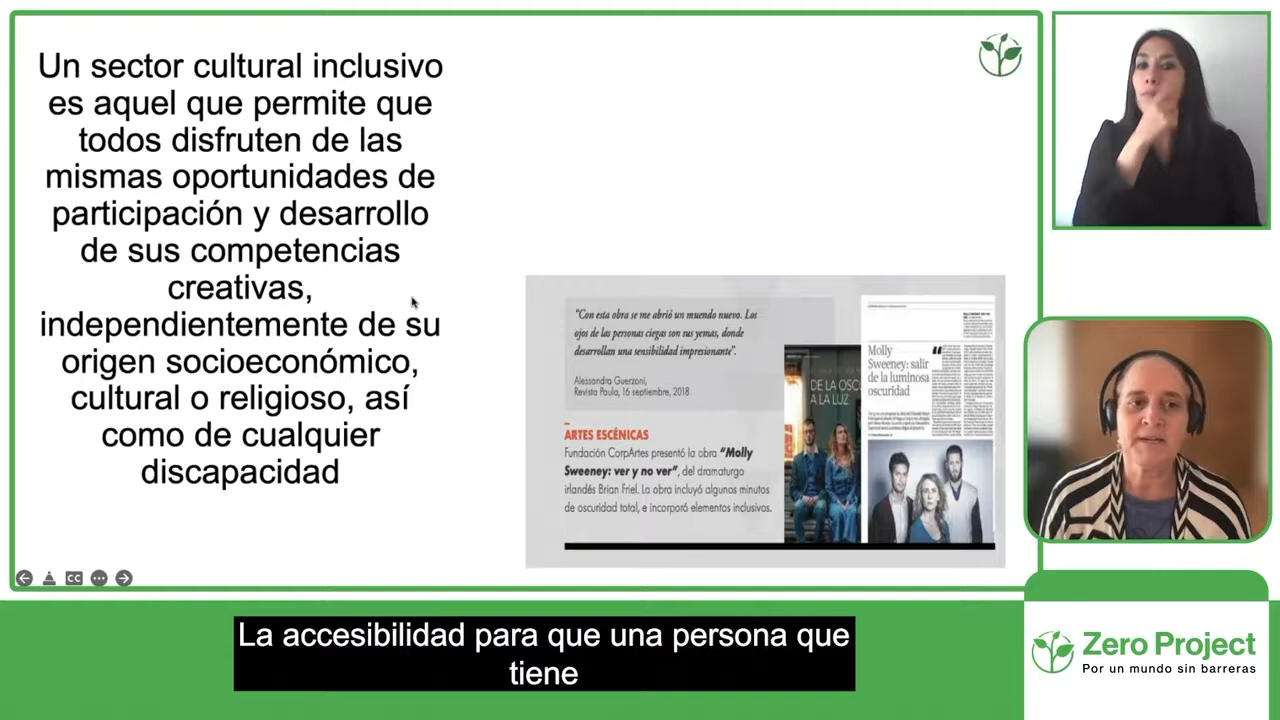 Un sector cultural inclusivo
es aquel que permite que
todos disfruten de las
mismas oportunidades de
participación y desarrollo
de sus competencias
creativas,
independientemente de su
origen socioeconómico,
cultural o religioso, así
como de cualquier
discapacidad
“Con esta obra se me abrió un muendo nuevo. Los
ojos de las personas ciegas son sus yemas, donde
desarrollan una sensibilidad impresionante”.
Alessandra Guerzoni,
Revista Paula, 16 septiembre, 2018
ARTES ESCÉNICAS
Fundación CorpArtes presentó la obra “Molly
Sweeney: ver y no ver”, del dramaturgo
irlandés Brian Friel. La obra incluyó algunos minutos
de oscuridad total, e incorporó elementos inclusivos.
DE LA OSCU
A LA LUZ
Molly
Sweeney: salir
de la luminosa
oscuridad
CC
La accesibilidad para que una persona que
tiene
Zero Project
Por un mundo sin barreras